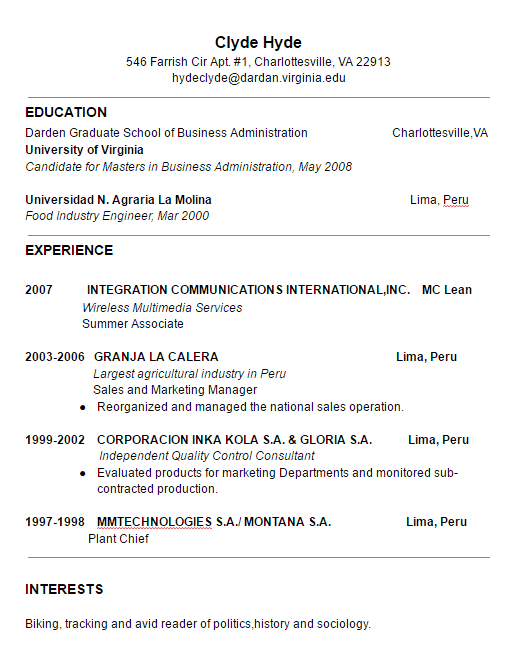 Clyde Hyde
546 Farrish Cir Apt. #1, Charlottesville, VA 22913
hydeclyde@dardan.virginia.edu
EDUCATION
Darden Graduate School of Business Administration Charlottesville,VA
University of Virginia
Candidate for Masters in Business Administration, May 2008
Universidad N. Agraria La Molina Lima, Peru
Food Industry Engineer, Mar 2000
EXPERIENCE
2007 INTEGRATION COMMUNICATIONS INTERNATIONAL,INC. MC Lean
Wireless Multimedia Services
Summer Associate
2003-2006 GRANJA LA CALERA Lima, Peru
Largest agricultural industry in Peru
Sales and Marketing Manager
● Reorganized and managed the national sales operation.
1999-2002 CORPORACION INKA KOLA S.A. & GLORIA S.A. Lima, Peru
Independent Quality Control Consultant
● Evaluated products for marketing Departments and monitored sub-
contracted production.
1997-1998 MMTECHNOLOGIES S.A./ MONTANA S.A. Lima, Peru
Plant Chief
INTERESTS
Biking, tracking and avid reader of politics,history and sociology.